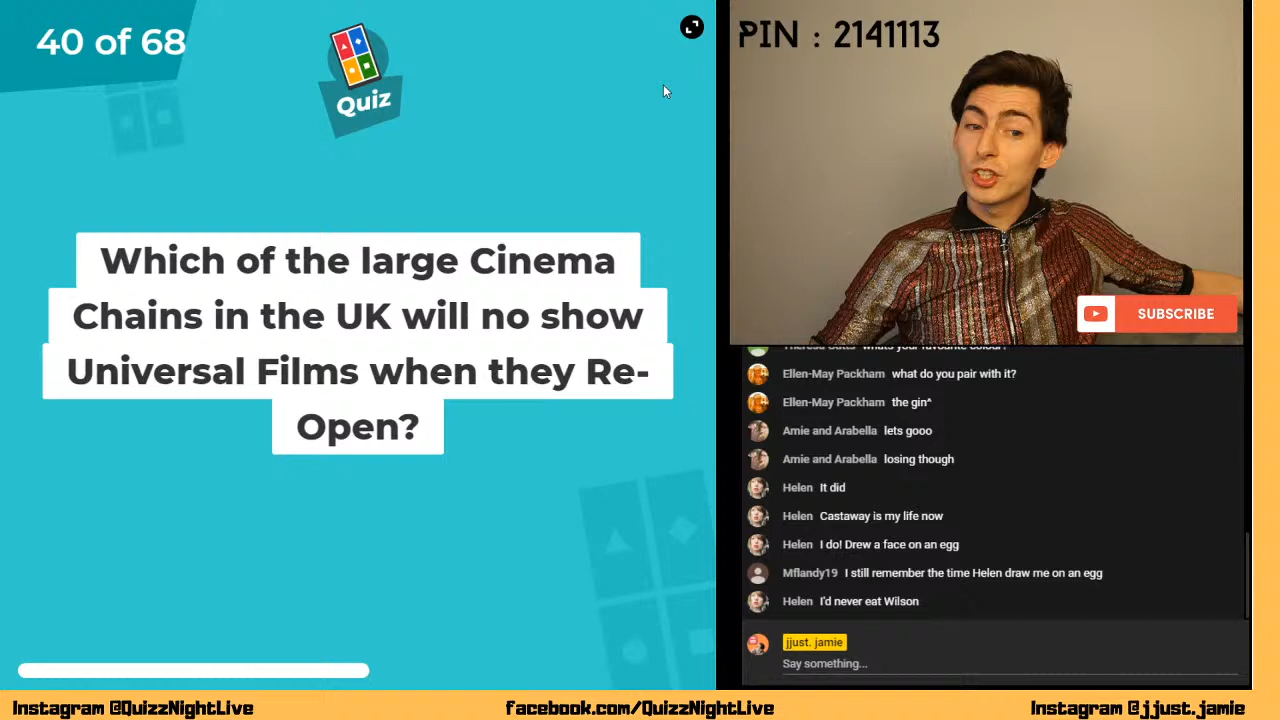 40 of 68
Quiz
Which of the large Cinema
Chains in the UK will no show
Universal Films when they Re-
Open?
PIN : 2141113
SUBSCRIBE
Ellen-May Packham what do you pair with it?
Ellen-May Packham the gin^
Amie and Arabella lets gooo
Amie and Arabella losing though
Helen It did
Helen Castaway is my life now
Helen I do! Drew a face on an egg
Mflandy19 I still remember the time Helen draw me on an egg
Helen I'd never eat Wilson
jjust. jamie
Say something...
Instagram @QuizzNightLive
facebook.com/QuizzNightLive
Instagram @jjust.jamie